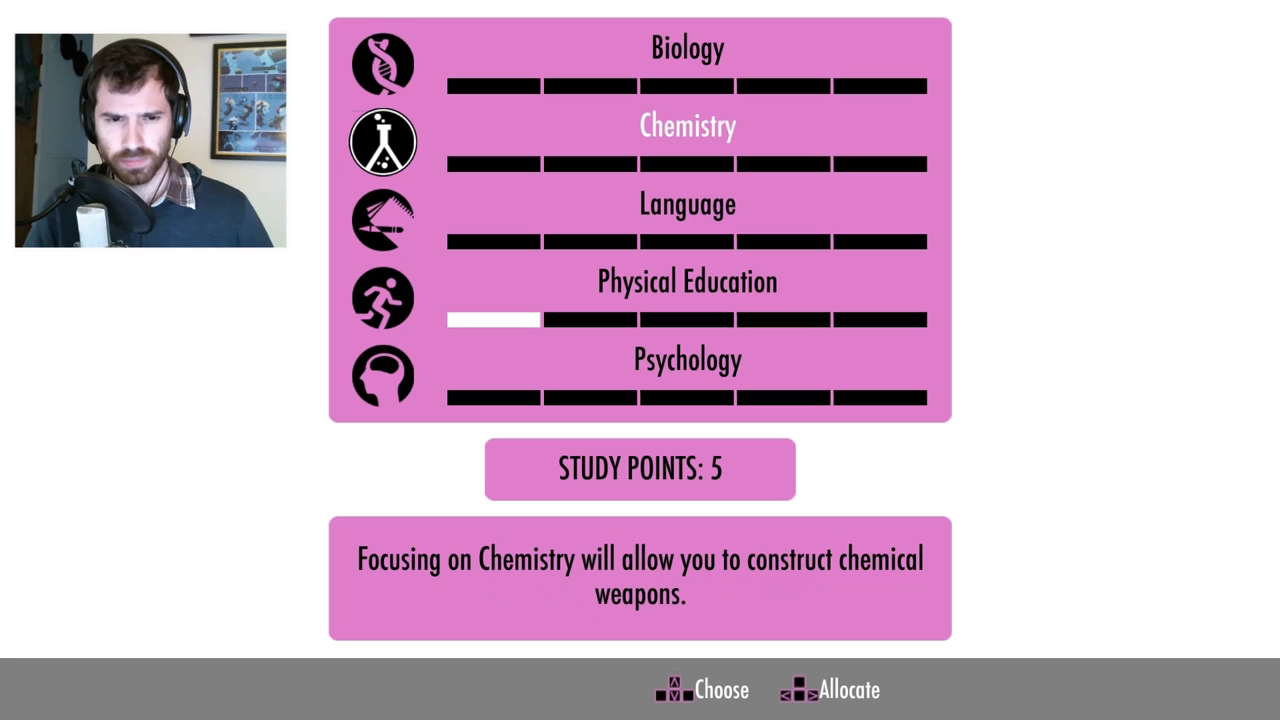 Biology
Chemistry
Language
Physical Education
Psychology
STUDY POINTS: 5
Focusing on Chemistry will allow you to construct chemical
weapons.
Choose
Allocate